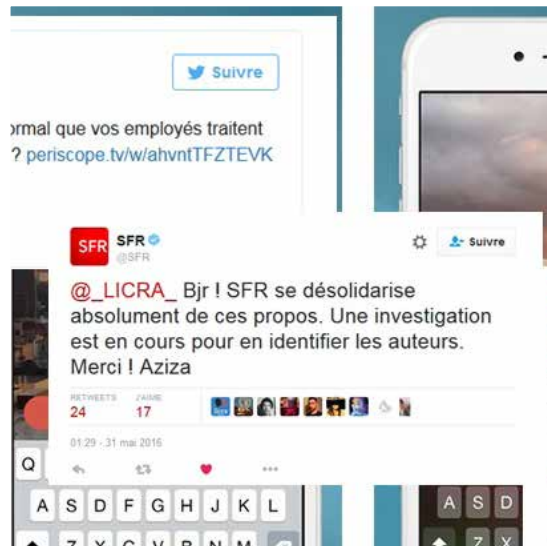 Suivre
ormal que vos employés traitent
? periscope.tv/w/ahvntTFZTEVK
SFR
SFR
@SFR
Suivre
@_LICRA_ Bjr ! SFR se désolidarise
absolument de ces propos. Une investigation
est en cours pour en identifier les auteurs.
Merci ! Aziza
RETWEETS J'AIME
24 17
01:29 - 31 mai 2016
Q
A S D F G H J K L
A S D
Z X C V B N M
Z X